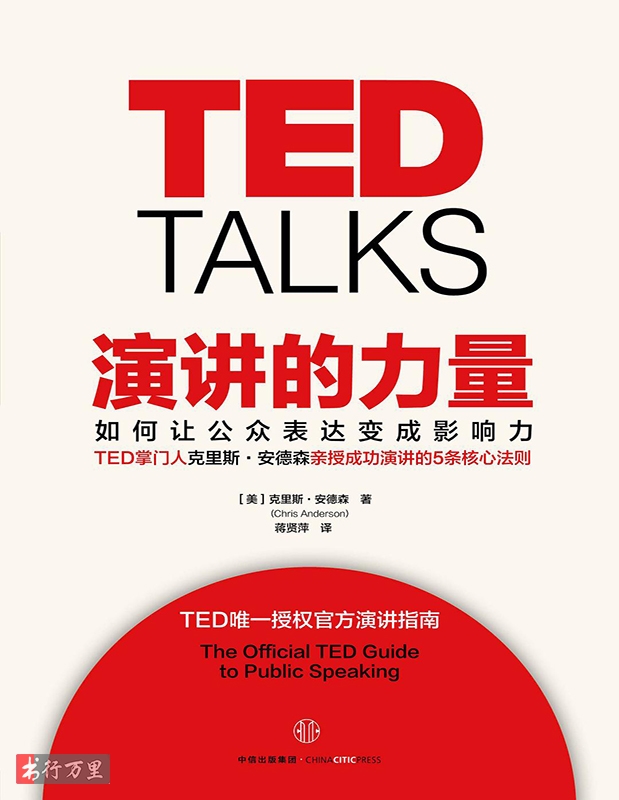 TED
TALKS
演讲的力量
如何让公众表达变成影响力
TED掌门人克里斯·安德森亲授成功演讲的5条核心法则
[美]克里斯·安德森 著
(Chris Anderson)
蒋贤萍 译
TED唯一授权官方演讲指南
The Official TED Guide
to Public Speaking
中信出版集团·CHINACITICPRESS
书行万里